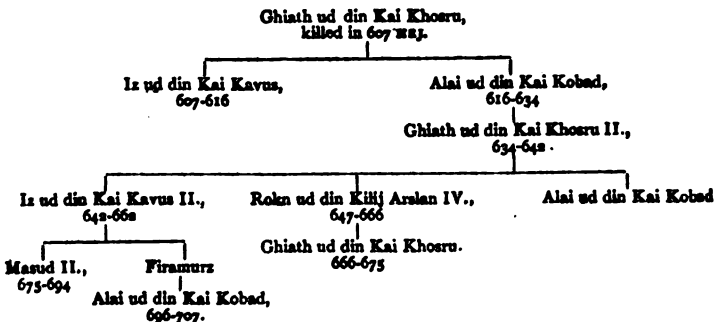 Ghiath ud din Kai Khosru,
killed in 607 HEJ.
Iz ud din Kai Kavus,
607-616
Alai ud din Kai Kobad,
616-634
Ghiath ud din Kai Khosru II.,
634-642.
Iz ud din Kai Kavus II.,
642-662
Rokn ud din Kilij Arslan IV.,
647-666
Alai ud din Kai Kobad
Ghiath ud din Kai Khosru.
666-675
Masud II.,
675-694
Firamurz
Alai ud din Kai Kobad,
696-707.